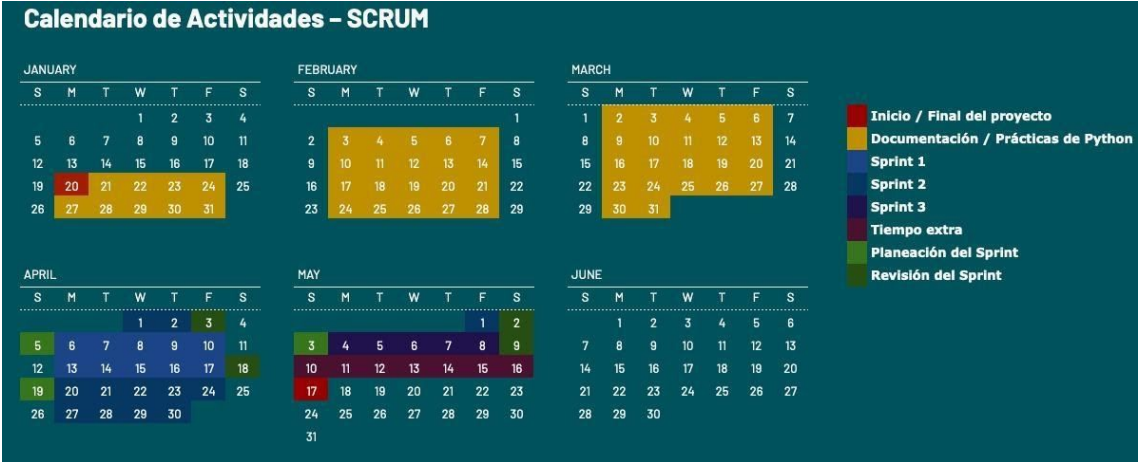 Calendario de Actividades – SCRUM
JANUARY
S M T W T F S
1 2 3 4
5 6 7 8 9 10 11
12 13 14 15 16 17 18
19 20 21 22 23 24 25
26 27 28 29 30 31
FEBRUARY
S M T W T F S
1
2 3 4 5 6 7 8
9 10 11 12 13 14 15
16 17 18 19 20 21 22
23 24 25 26 27 28 29
MARCH
S M T W T F S
1 2 3 4 5 6 7
8 9 10 11 12 13 14
15 16 17 18 19 20 21
22 23 24 25 26 27 28
29 30 31
Inicio / Final del proyecto
Documentación / Prácticas de Python
Sprint 1
Sprint 2
Sprint 3
Tiempo extra
Planeación del Sprint
Revisión del Sprint
APRIL
S M T W T F S
1 2 3 4
5 6 7 8 9 10 11
12 13 14 15 16 17 18
19 20 21 22 23 24 25
26 27 28 29 30
MAY
S M T W T F S
1 2
3 4 5 6 7 8 9
10 11 12 13 14 15 16
17 18 19 20 21 22 23
24 25 26 27 28 29 30
31
JUNE
S M T W T F S
1 2 3 4 5 6
7 8 9 10 11 12 13
14 15 16 17 18 19 20
21 22 23 24 25 26 27
28 29 30